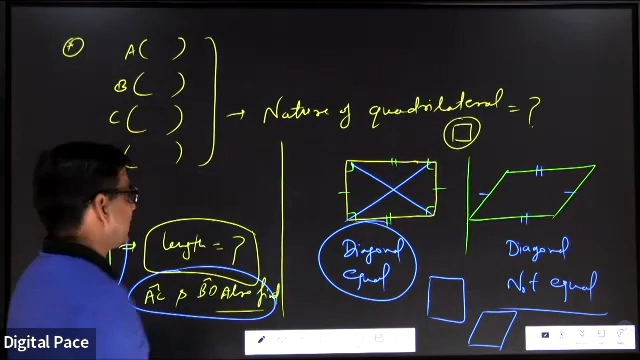 A( )
B( )
C( )
( )
→ Nature of quadrilateral = ?
→ length = ?
AC & BD Also find
Diagonal
equal
Diagonal
Not equal
Digital Pace